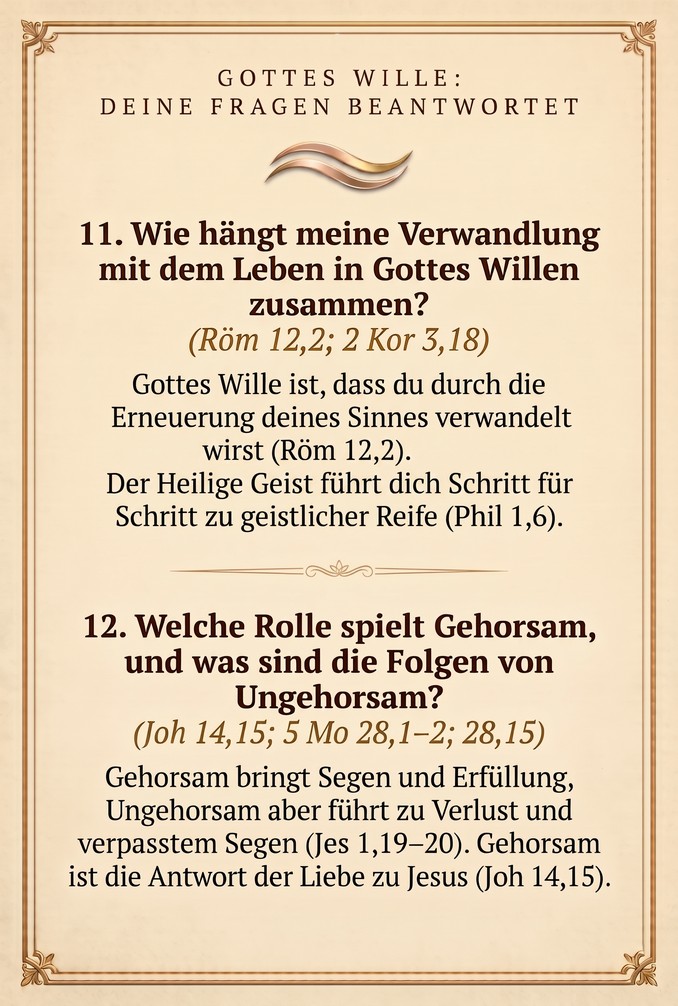 GOTTES WILLE:
DEINE FRAGEN BEANTWORTET
11. Wie hängt meine Verwandlung
mit dem Leben in Gottes Willen
zusammen?
(Röm 12,2; 2 Kor 3,18)
Gottes Wille ist, dass du durch die
Erneuerung deines Sinnes verwandelt
wirst (Röm 12,2).
Der Heilige Geist führt dich Schritt für
Schritt zu geistlicher Reife (Phil 1,6).
12. Welche Rolle spielt Gehorsam,
und was sind die Folgen von
Ungehorsam?
(Joh 14,15; 5 Mo 28,1–2; 28,15)
Gehorsam bringt Segen und Erfüllung,
Ungehorsam aber führt zu Verlust und
verpasstem Segen (Jes 1,19–20). Gehorsam
ist die Antwort der Liebe zu Jesus (Joh 14,15).